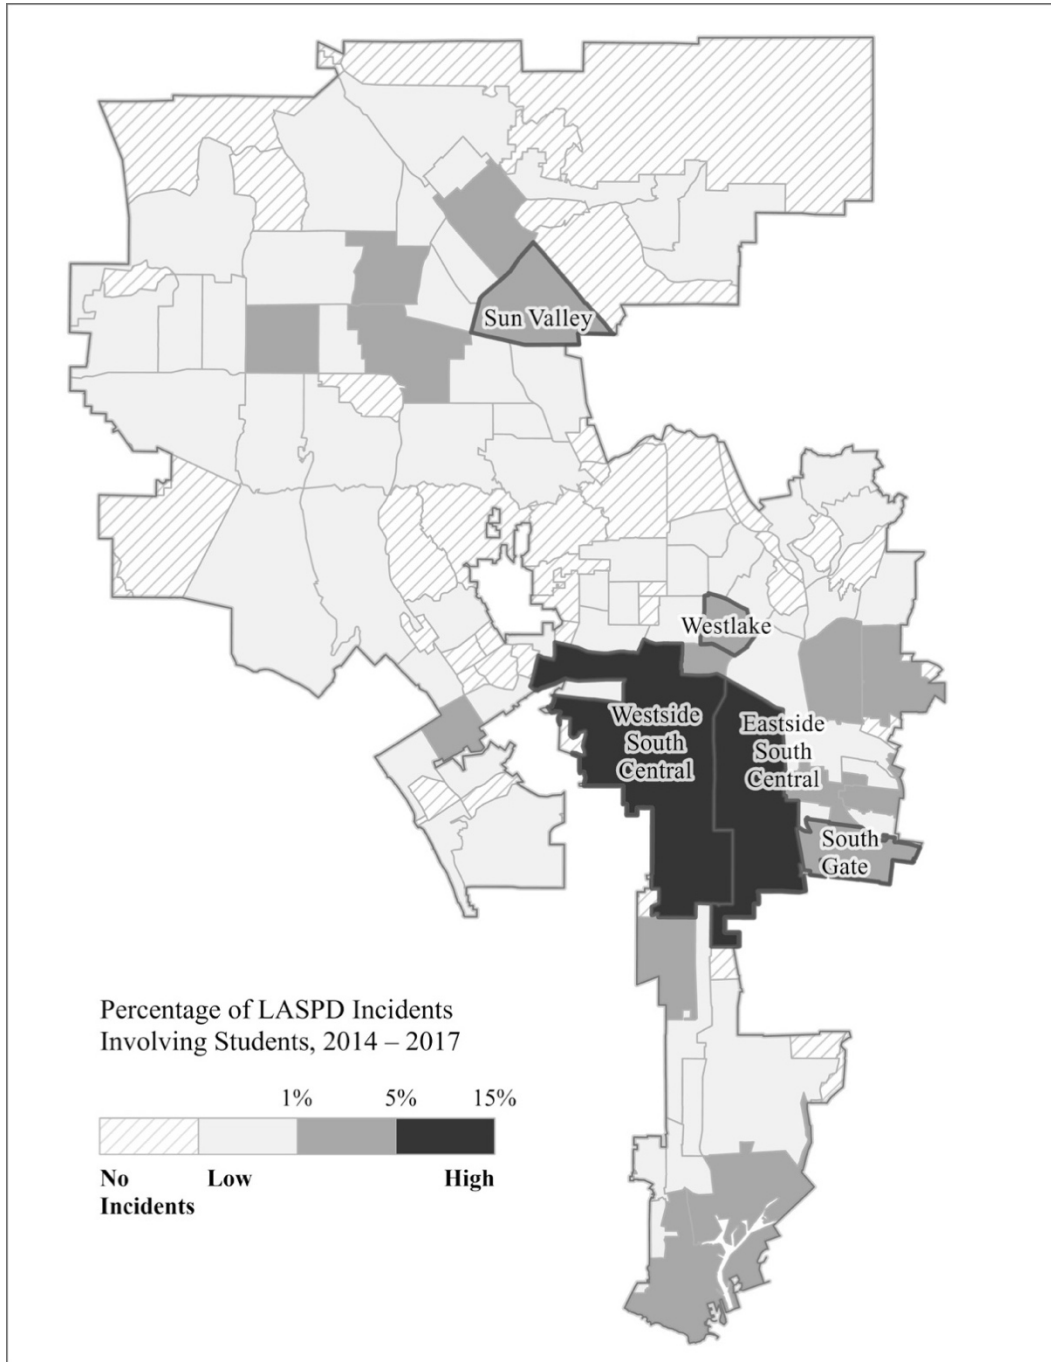 Sun Valley
Westlake
Westside
South
Central
Eastside
South
Central
South
Gate
Percentage of LASPD Incidents
Involving Students, 2014 – 2017
1% 5% 15%
No
Incidents
Low
High